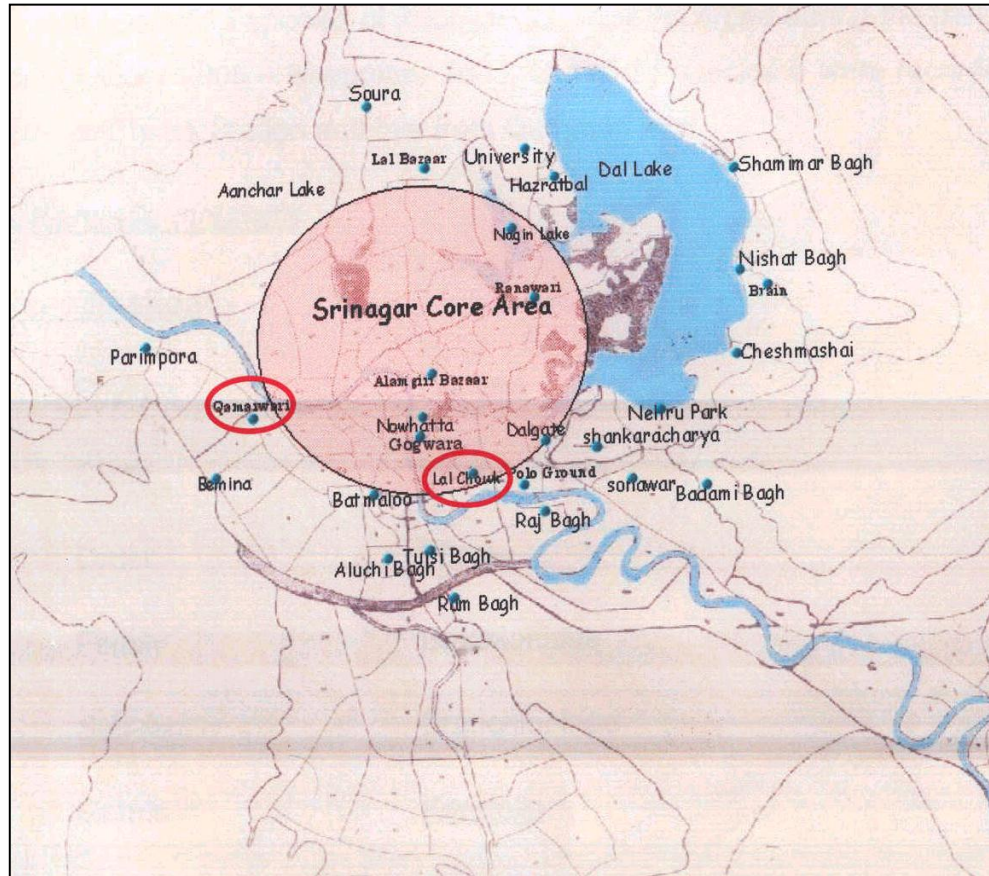 Soura
Lal Bazaar
University
Hazratbal
Dal Lake
Shamimar Bagh
Aanchar Lake
Nagin Lake
Nishat Bagh
Brain
Ranawari
Srinagar Core Area
Parimpora
Cheshmashai
Alamgiri Bazaar
Qamarwari
Nowhatta
Gogwara
Dalgate
Nehru Park
shankaracharya
Bemina
Lal Chouk
Polo Ground
sonawar
Badami Bagh
Batmaloo
Raj Bagh
Tulsi Bagh
Aluchi Bagh
Ram Bagh
F